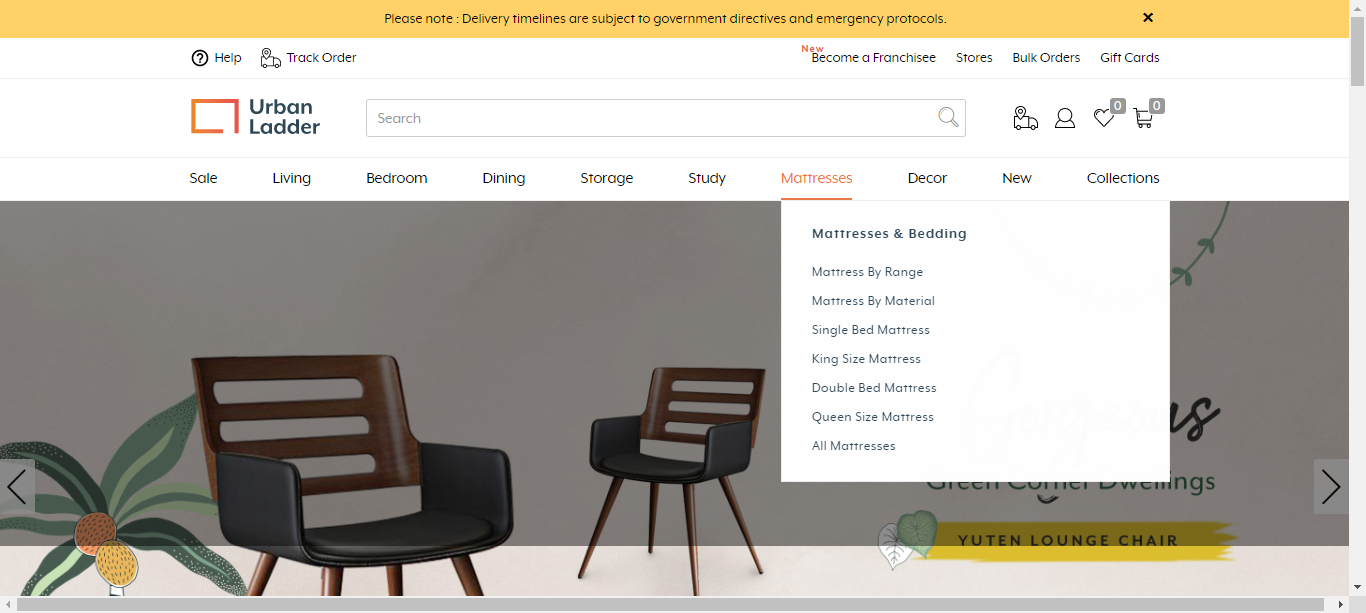 Please note : Delivery timelines are subject to government directives and emergency protocols. ×
Help Track Order New Become a Franchisee Stores Bulk Orders Gift Cards
Urban
Ladder
Search
0 0
Sale Living Bedroom Dining Storage Study Mattresses Decor New Collections
Mattresses & Bedding
Mattress By Range
Mattress By Material
Single Bed Mattress
King Size Mattress
Double Bed Mattress
Queen Size Mattress
All Mattresses
Gorgeous
Green Corner Dwellings
YUTEN LOUNGE CHAIR